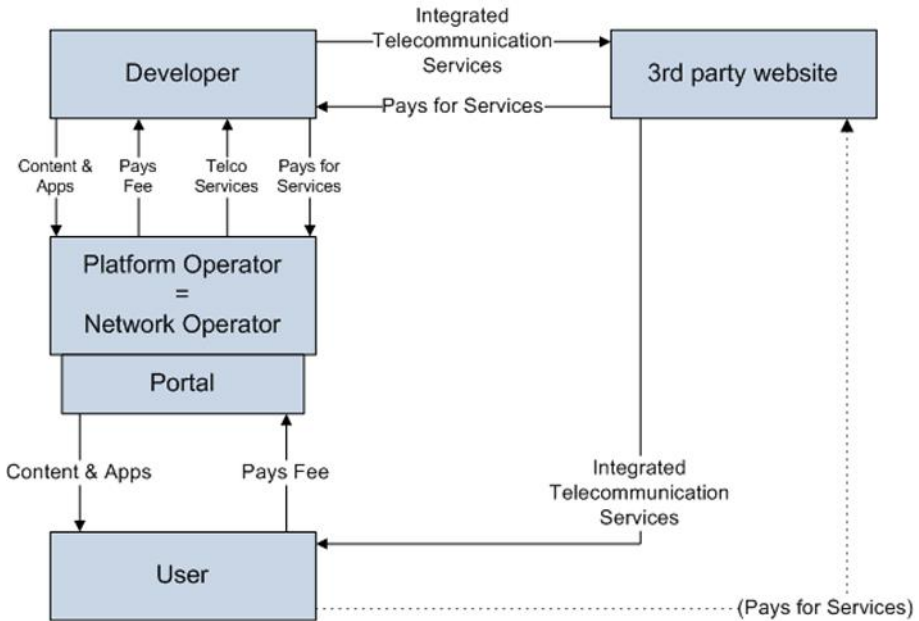 Integrated
Telecommunication
Services
Developer
3rd party website
Pays for Services
Content &
Apps
Pays
Fee
Telco
Services
Pays for
Services
Platform Operator
=
Network Operator
Portal
Content & Apps
Pays Fee
Integrated
Telecommunication
Services
User
(Pays for Services)